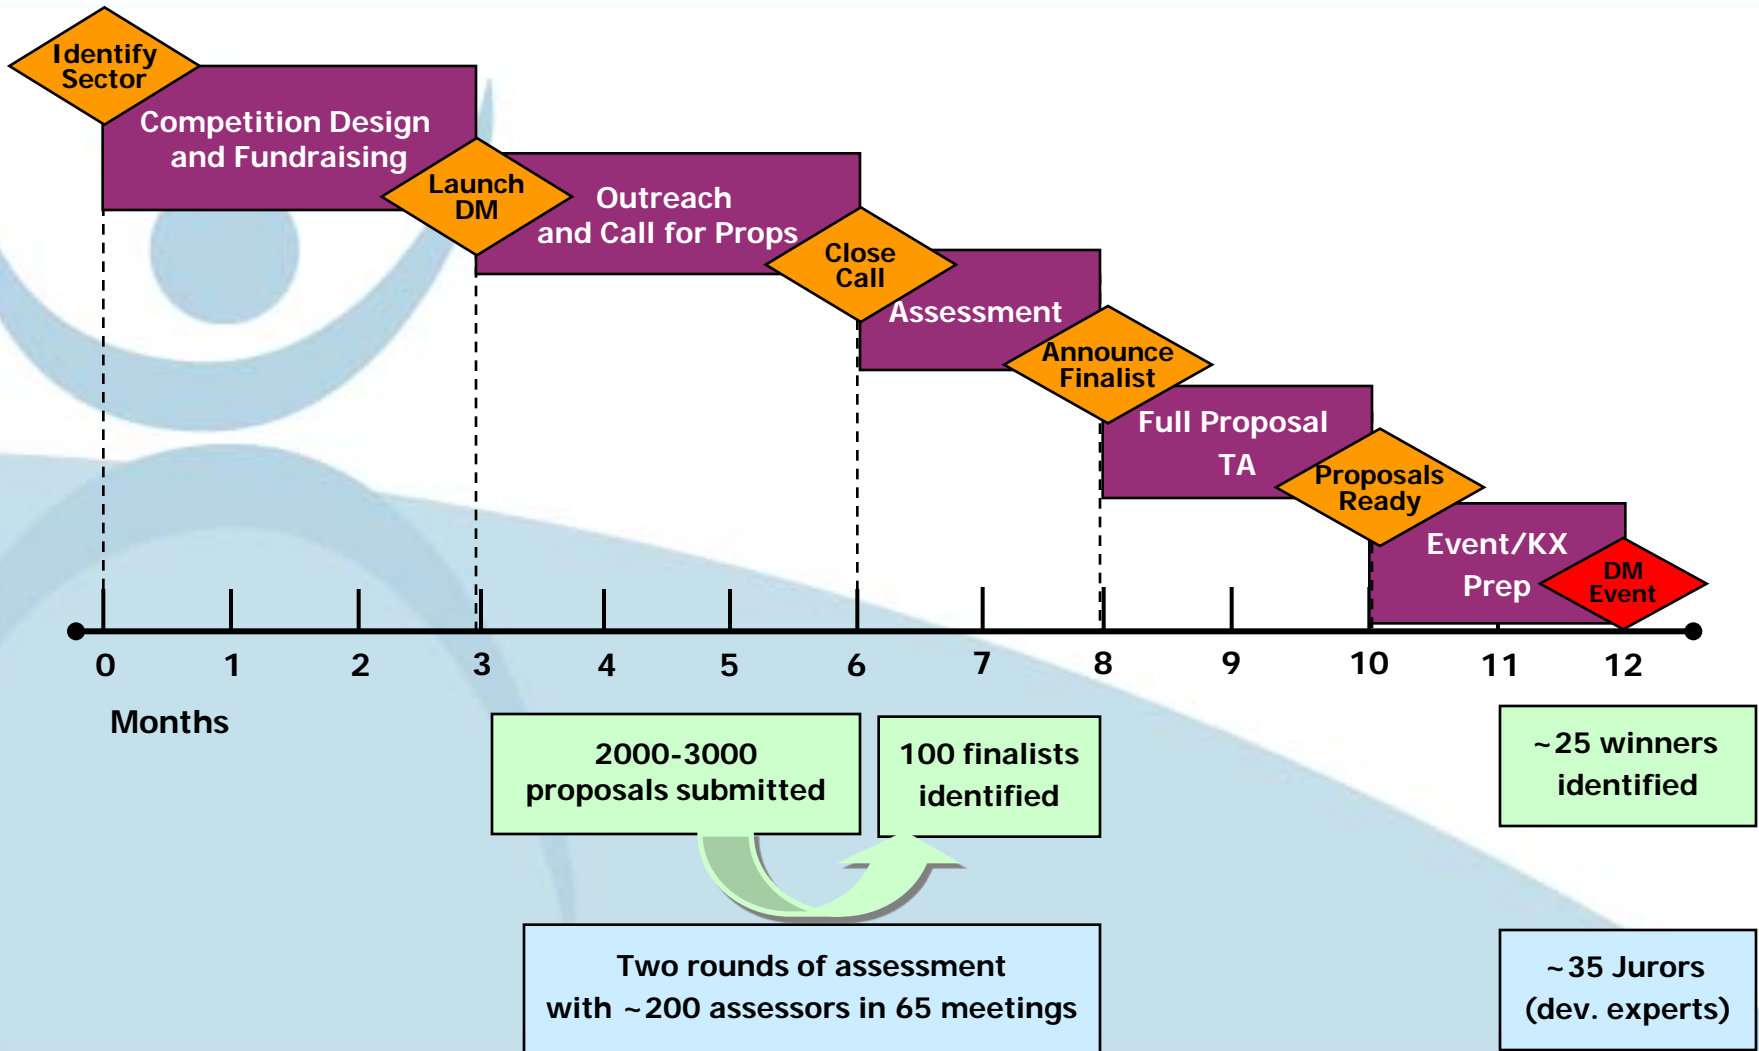 Identify
Sector
Competition Design
and Fundraising
Launch
DM
Outreach
and Call for Props
Close
Call
Assessment
Announce
Finalist
Full Proposal
TA
Proposals
Ready
Event/KX
Prep
DM
Event
0 1 2 3 4 5 6 7 8 9 10 11 12
Months
2000-3000
proposals submitted
100 finalists
identified
~25 winners
identified
Two rounds of assessment
with ~200 assessors in 65 meetings
~35 Jurors
(dev. experts)